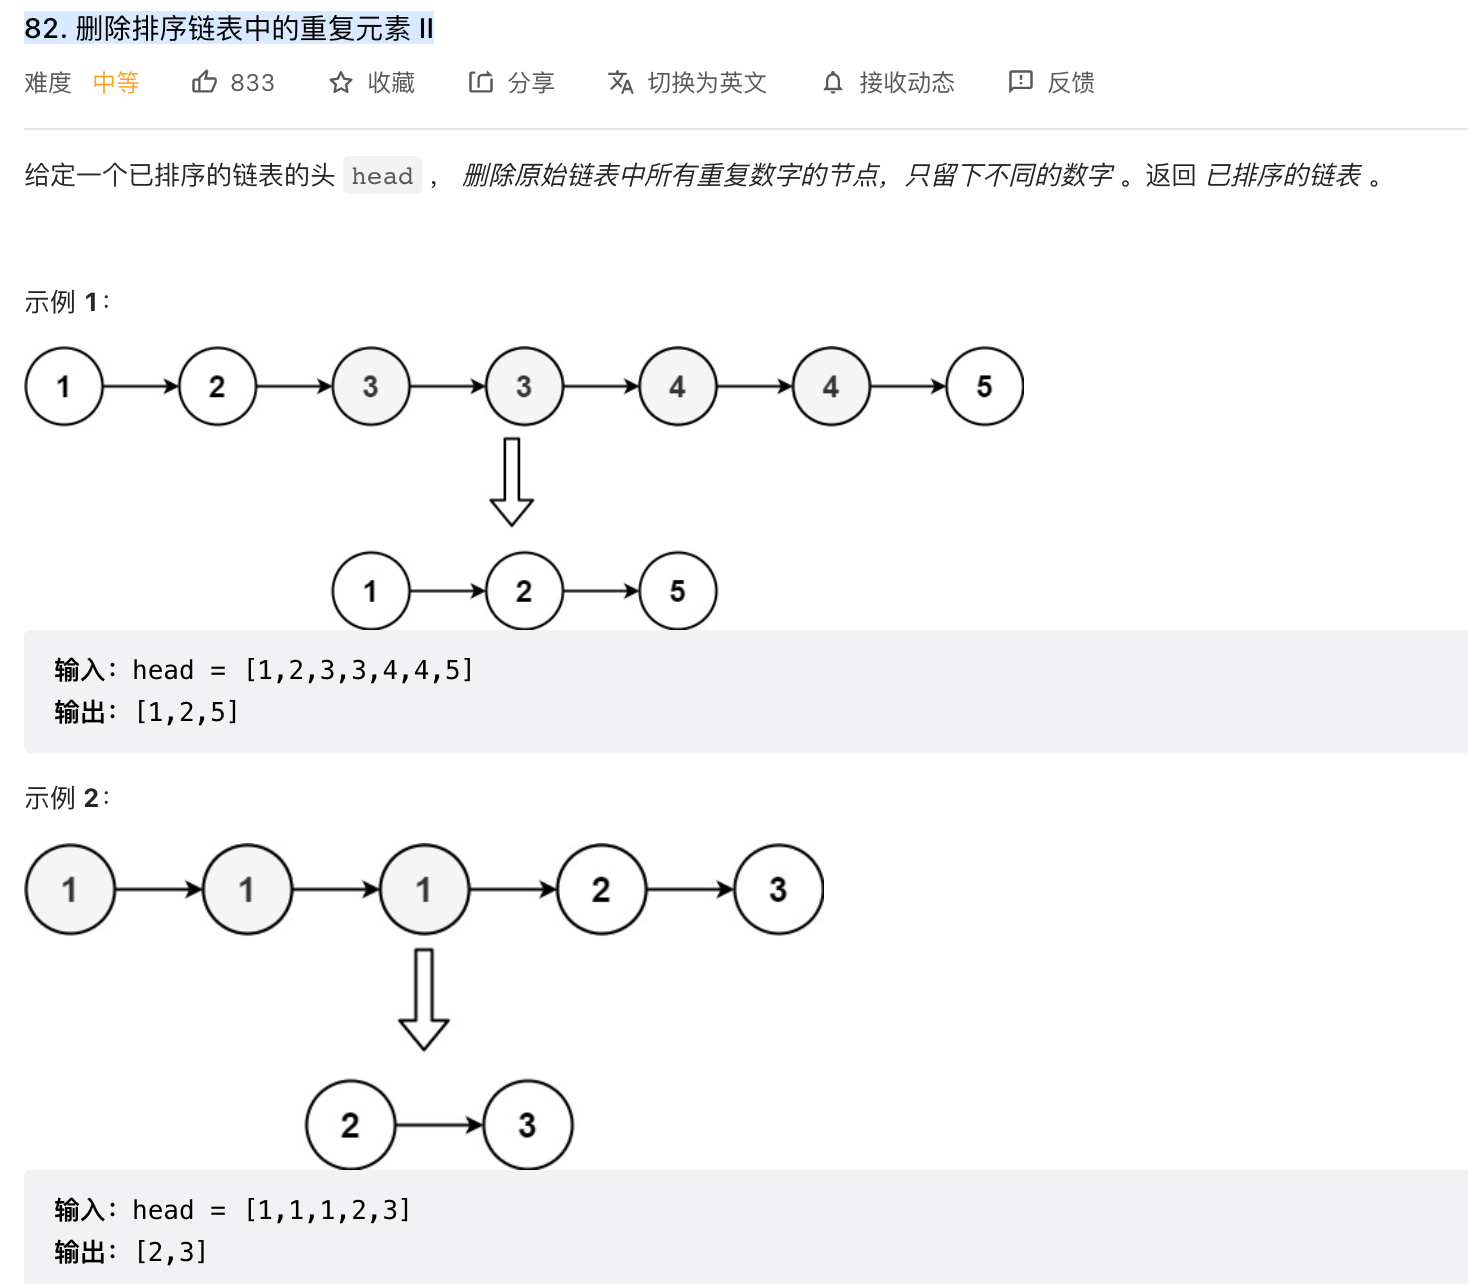 82. 删除排序链表中的重复元素 II
难度 中等 833 收藏 分享 切换为英文 接收动态 反馈
给定一个已排序的链表的头 head ， 删除原始链表中所有重复数字的节点，只留下不同的数字 。返回 已排序的链表 。
示例 1：
1 2 3 3 4 4 5
1 2 5
输入：head = [1,2,3,3,4,4,5]
输出：[1,2,5]
示例 2：
1 1 1 2 3
2 3
输入：head = [1,1,1,2,3]
输出：[2,3]